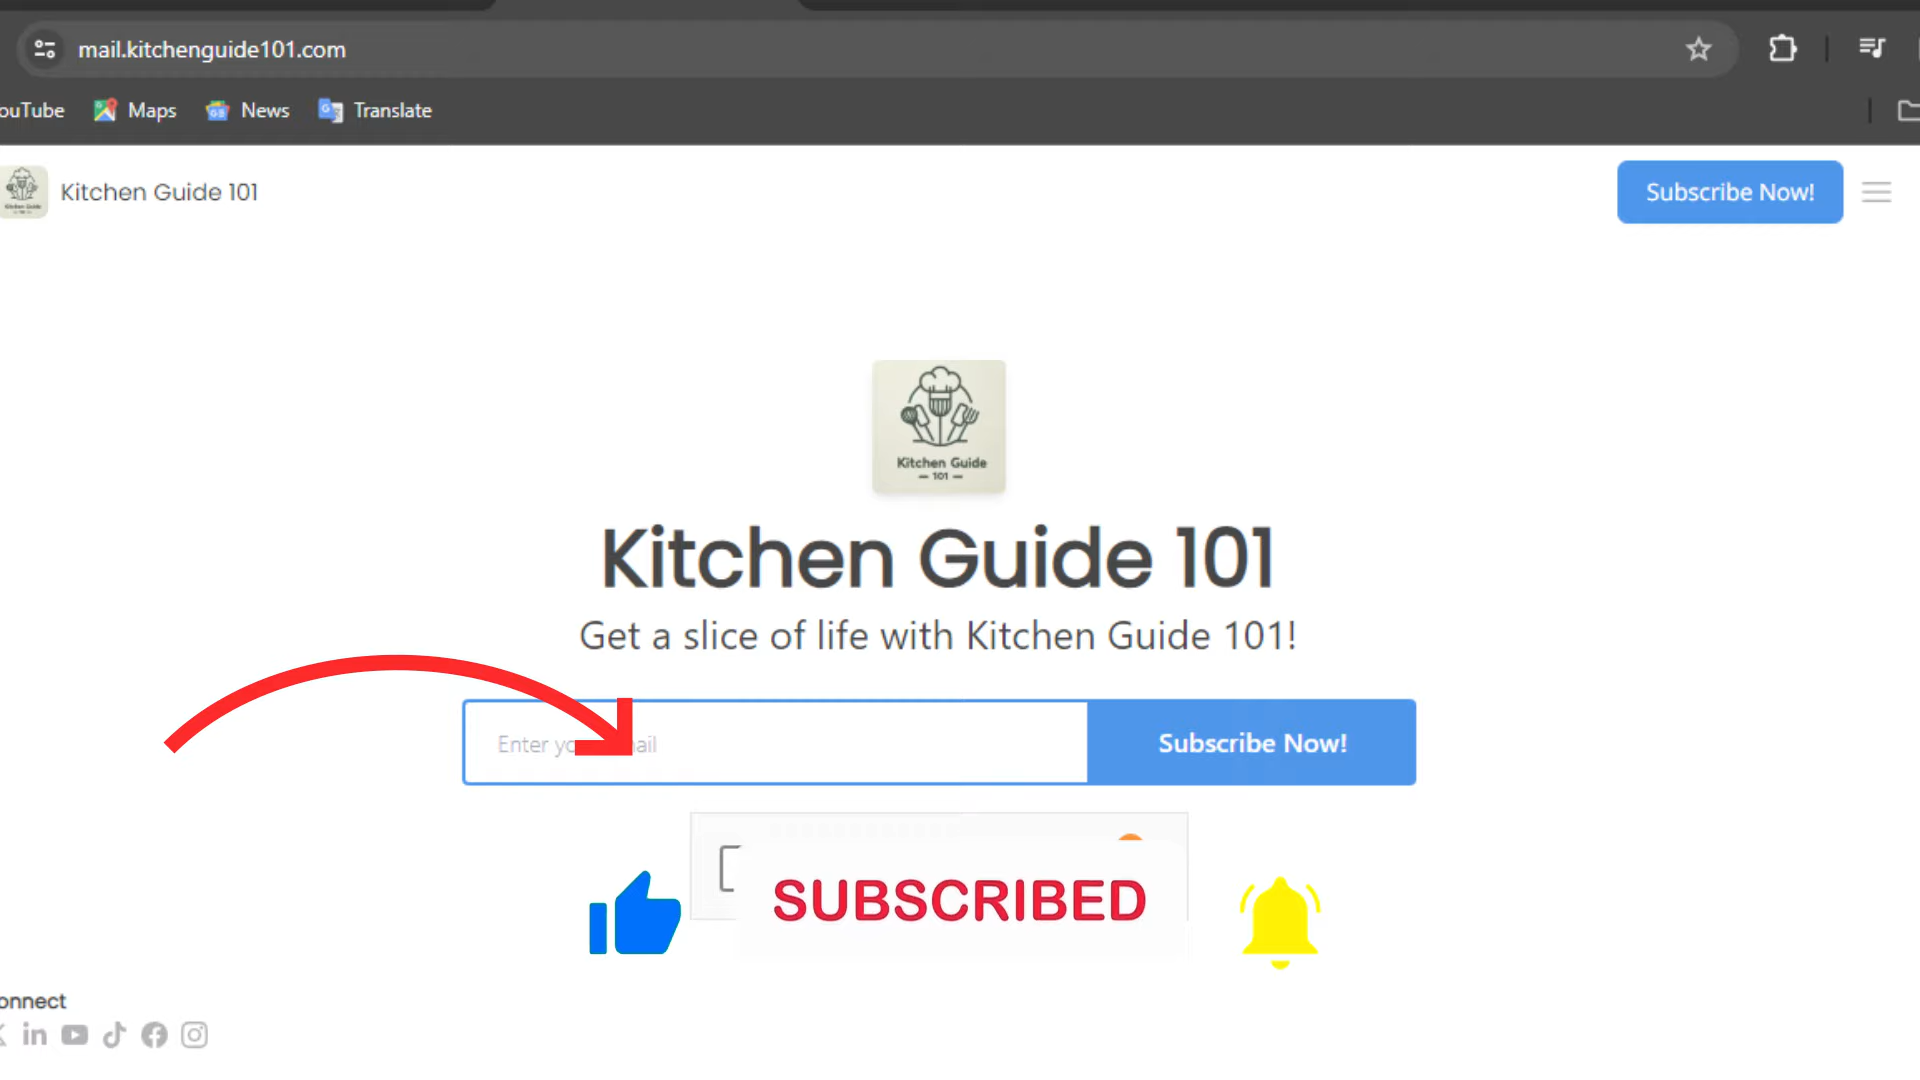 mail.kitchenguide101.com
ouTube Maps News Translate
Kitchen Guide 101
Subscribe Now!
Kitchen Guide
— 101 —
Kitchen Guide 101
Get a slice of life with Kitchen Guide 101!
Enter yo ail
Subscribe Now!
SUBSCRIBED
onnect